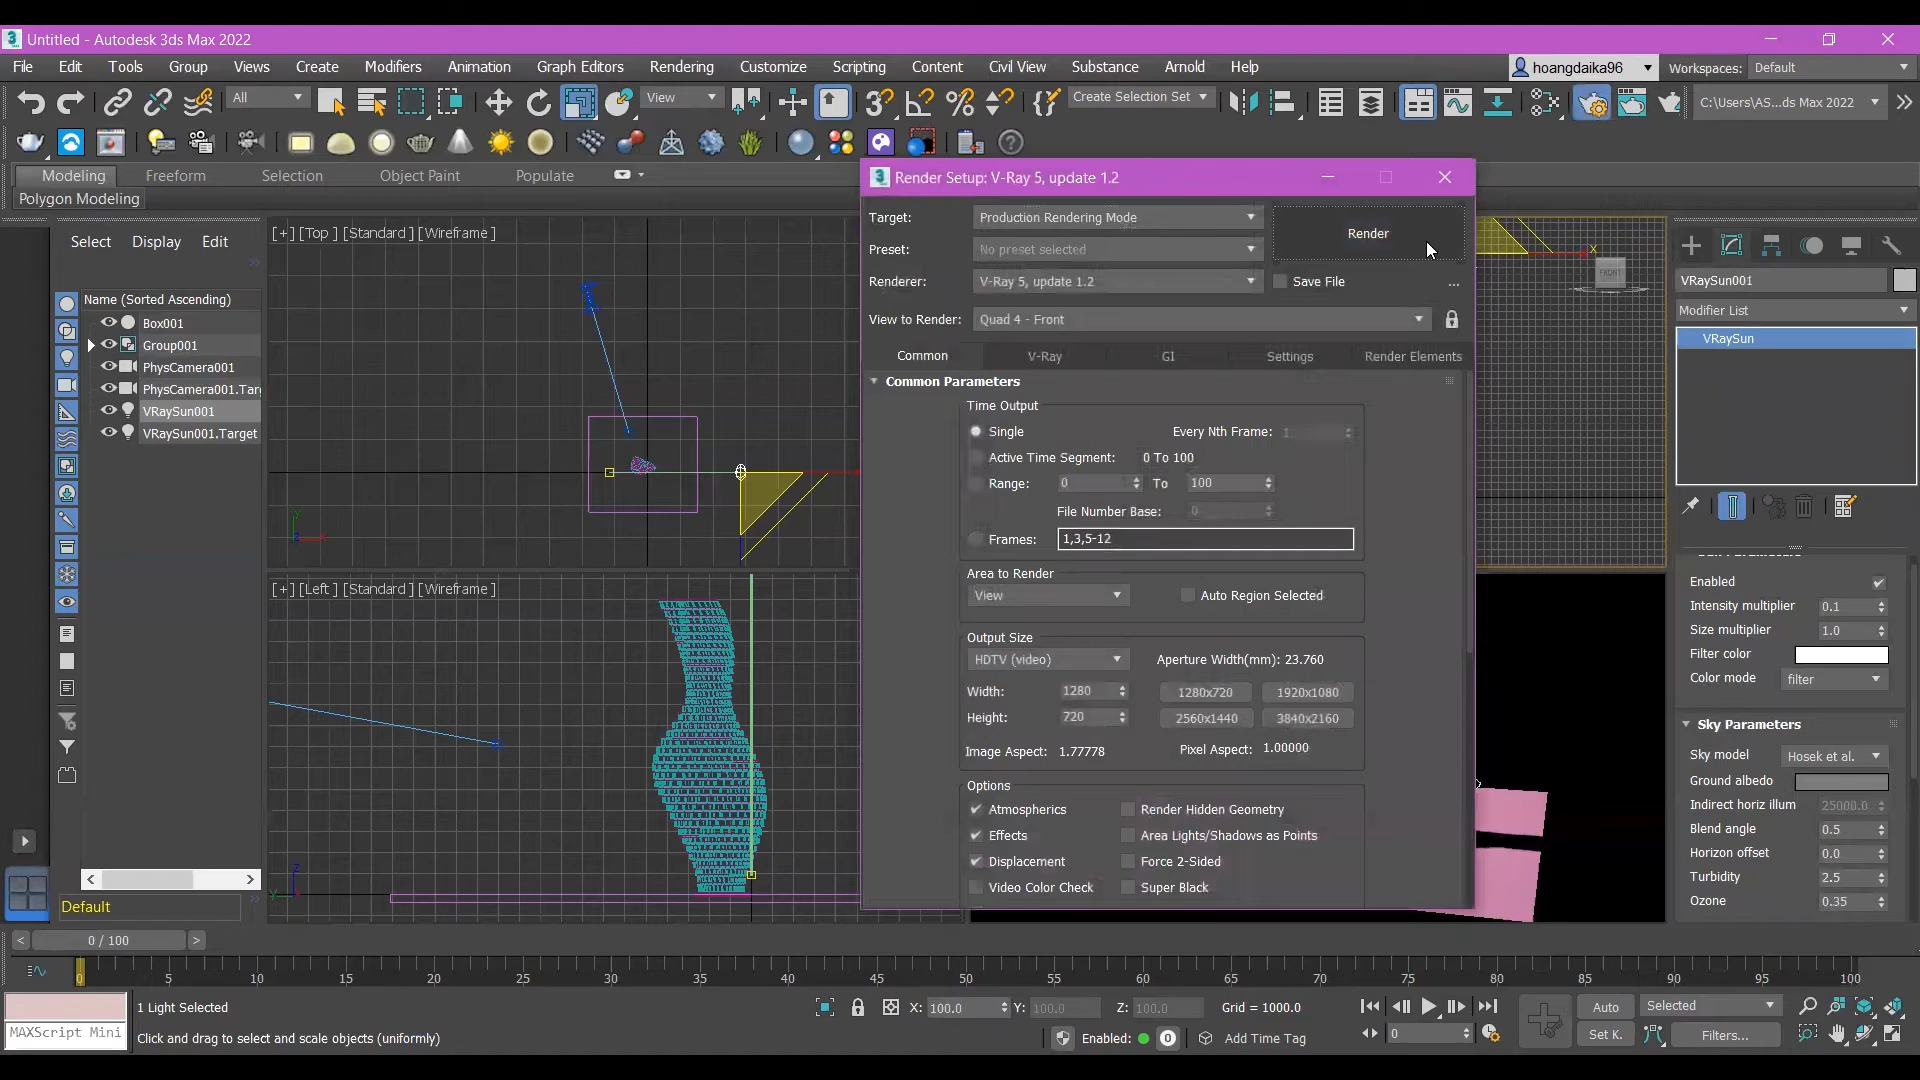 Untitled - Autodesk 3ds Max 2022
File Edit Tools Group Views Create Modifiers Animation Graph Editors Rendering Customize Scripting Content Civil View Substance Arnold Help hoangdaika96 Workspaces: Default
All View Create Selection Set C:\Users\AS...ds Max 2022
Modeling Freeform Selection Object Paint Populate
Polygon Modeling
Select Display Edit
Name (Sorted Ascending)
Box001
Group001
PhysCamera001
PhysCamera001.Targ
VRaySun001
VRaySun001.Target
Default
[+] [Top ] [Standard ] [Wireframe ]
[+] [Left ] [Standard ] [Wireframe ]
Render Setup: V-Ray 5, update 1.2
Target: Production Rendering Mode
Render
Preset: No preset selected
Renderer: V-Ray 5, update 1.2 Save File ...
View to Render: Quad 4 - Front
Common V-Ray GI Settings Render Elements
Common Parameters
Time Output
Single Every Nth Frame: 1
Active Time Segment: 0 To 100
Range: 0 To 100
File Number Base: 0
Frames: 1,3,5-12
Area to Render
View Auto Region Selected
Output Size
HDTV (video) Aperture Width(mm): 23.760
Width: 1280 1280x720 1920x1080
Height: 720 2560x1440 3840x2160
Image Aspect: 1.77778 Pixel Aspect: 1.00000
Options
Atmospherics Render Hidden Geometry
Effects Area Lights/Shadows as Points
Displacement Force 2-Sided
Video Color Check Super Black
X
FRONT
VRaySun001
Modifier List
VRaySun
Enabled
Intensity multiplier 0.1
Size multiplier 1.0
Filter color
Color mode filter
Sky Parameters
Sky model Hosek et al.
Ground albedo
Indirect horiz illum 25000.0
Blend angle 0.5
Horizon offset 0.0
Turbidity 2.5
Ozone 0.35
< 0 / 100 >
0 5 10 15 20 25 30 35 40 45 50 55 60 65 70 75 80 85 90 95 100
1 Light Selected X: 100.0 Y: 100.0 Z: 100.0 Grid = 1000.0 Auto Selected
MAXScript Mini Click and drag to select and scale objects (uniformly) Enabled: 0 Add Time Tag 0 Set K. Filters...